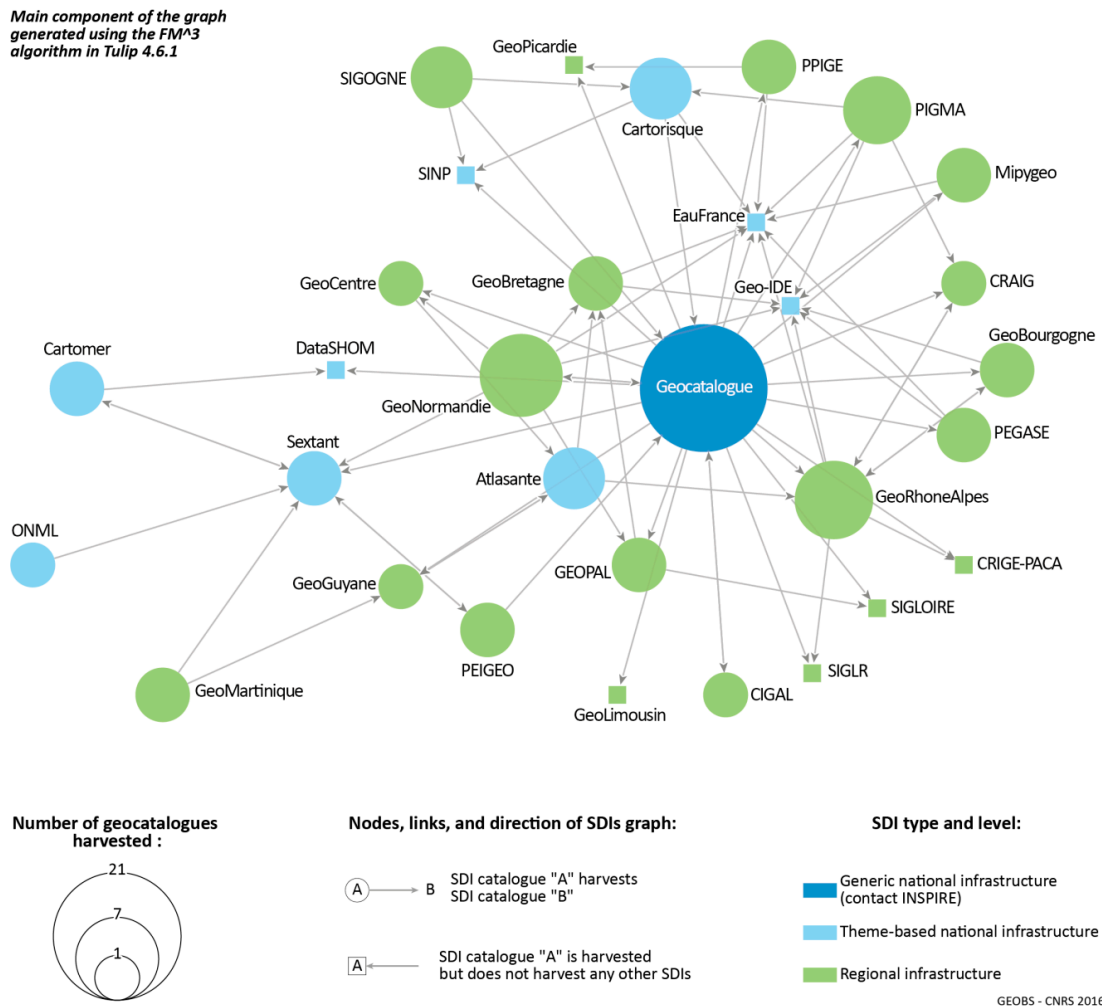 Main component of the graph
generated using the FM^3
algorithm in Tulip 4.6.1
GeoPicardie
SIGOGNE
PPIGE
PIGMA
Cartorisque
SINP
Mipygeo
EauFrance
GeoCentre
GeoBretagne
Geo-IDE
CRAIG
GeoBourgogne
Cartomer
DataSHOM
Geocatalogue
GeoNormandie
PEGASE
Sextant
Atlasante
GeoRhoneAlpes
ONML
CRIGE-PACA
GeoGuyane
GEOPAL
SIGLOIRE
PEIGEO
SIGLR
GeoMartinique
CIGAL
GeoLimousin
Number of geocatalogues
harvested :
21
7
1
Nodes, links, and direction of SDIs graph:
A
B
SDI catalogue "A" harvests
SDI catalogue "B"
A
SDI catalogue "A" is harvested
but does not harvest any other SDIs
SDI type and level:
Generic national infrastructure
(contact INSPIRE)
Theme-based national infrastructure
Regional infrastructure
GEOBS - CNRS 2016